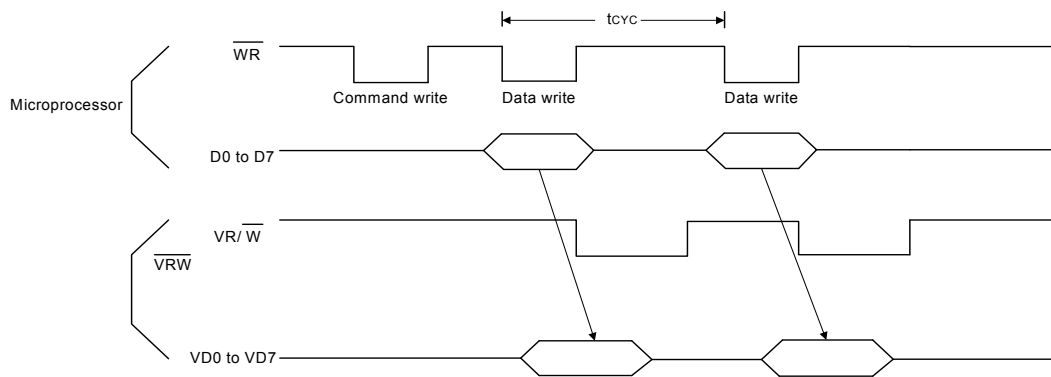 tCYC
WR
Command write
Data write
Data write
Microprocessor
D0 to D7
VR/ W
VRW
VD0 to VD7